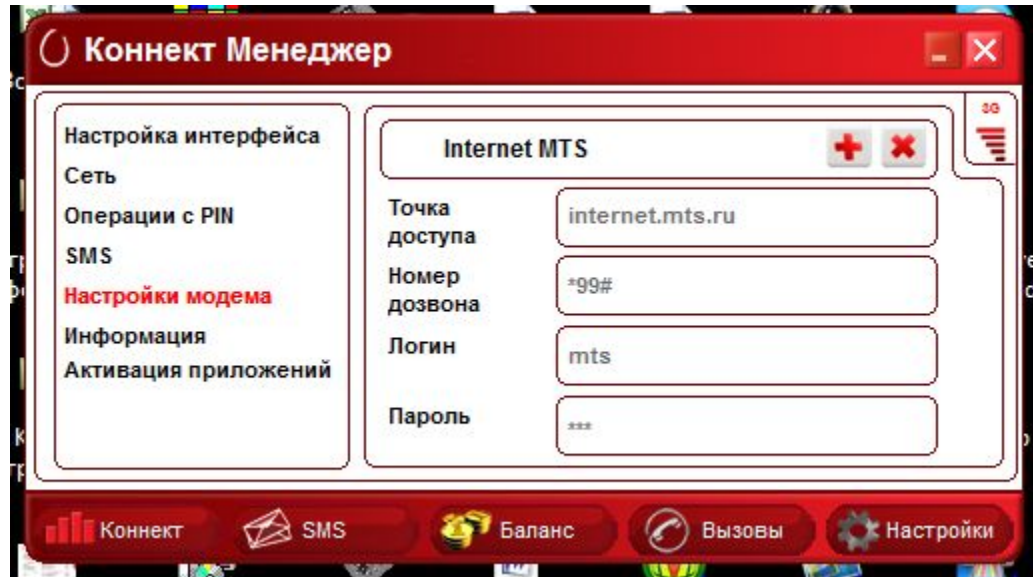 Коннект Менеджер
3G
Настройка интерфейса
Сеть
Операции с PIN
SMS
Настройки модема
Информация
Активация приложений
Internet MTS
Точка
доступа
internet.mts.ru
Номер
дозвона
*99#
Логин
mts
Пароль
***
Коннект
SMS
Баланс
Вызовы
Настройки